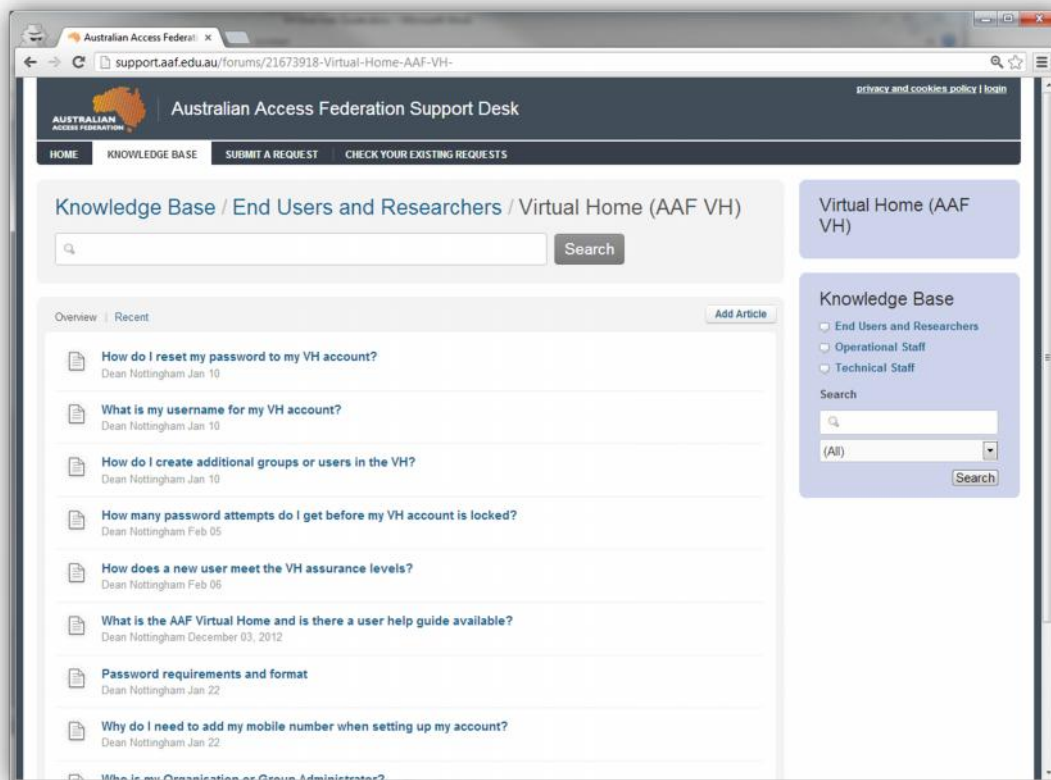 Australian Access Federati
support.aaf.edu.au/forums/21673918-Virtual-Home-AAF-VH-
privacy and cookies policy | login
AUSTRALIAN
ACCESS FEDERATION
Australian Access Federation Support Desk
HOME KNOWLEDGE BASE SUBMIT A REQUEST CHECK YOUR EXISTING REQUESTS
Knowledge Base / End Users and Researchers / Virtual Home (AAF VH)
Search
Overview | Recent
Add Article
How do I reset my password to my VH account?
Dean Nottingham Jan 10
What is my username for my VH account?
Dean Nottingham Jan 10
How do I create additional groups or users in the VH?
Dean Nottingham Jan 10
How many password attempts do I get before my VH account is locked?
Dean Nottingham Feb 05
How does a new user meet the VH assurance levels?
Dean Nottingham Feb 06
What is the AAF Virtual Home and is there a user help guide available?
Dean Nottingham December 03, 2012
Password requirements and format
Dean Nottingham Jan 22
Why do I need to add my mobile number when setting up my account?
Dean Nottingham Jan 22
Who is my Organisation or Group Administrator?
Virtual Home (AAF
VH)
Knowledge Base
End Users and Researchers
Operational Staff
Technical Staff
Search
(All)
Search